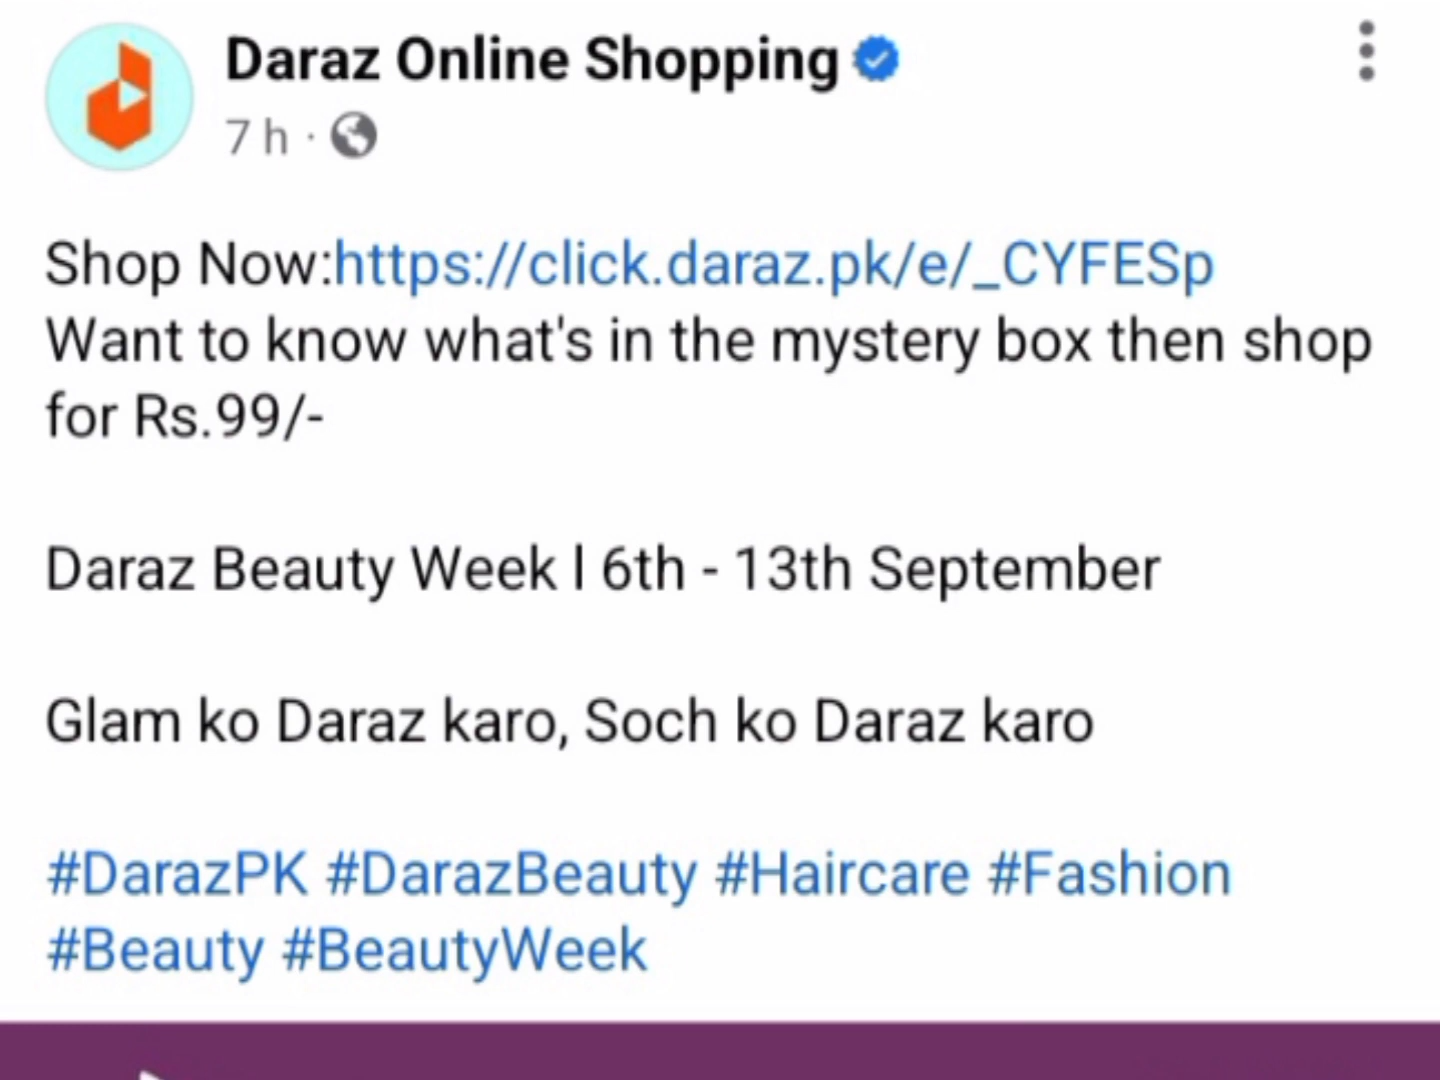 Daraz Online Shopping
7 h ·
Shop Now:https://click.daraz.pk/e/_CYFESp
Want to know what's in the mystery box then shop
for Rs.99/-
Daraz Beauty Week l 6th - 13th September
Glam ko Daraz karo, Soch ko Daraz karo
#DarazPK #DarazBeauty #Haircare #Fashion
#Beauty #BeautyWeek